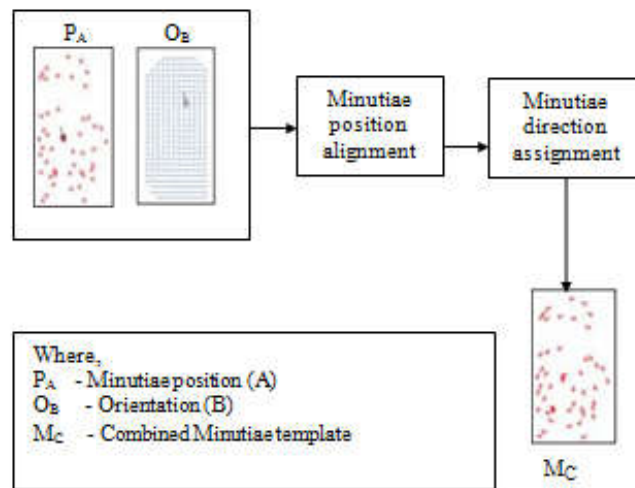 PA OB
Minutiae
position
alignment
Minutiae
direction
assignment
Where,
PA - Minutiae position (A)
OB - Orientation (B)
MC - Combined Minutiae template
MC